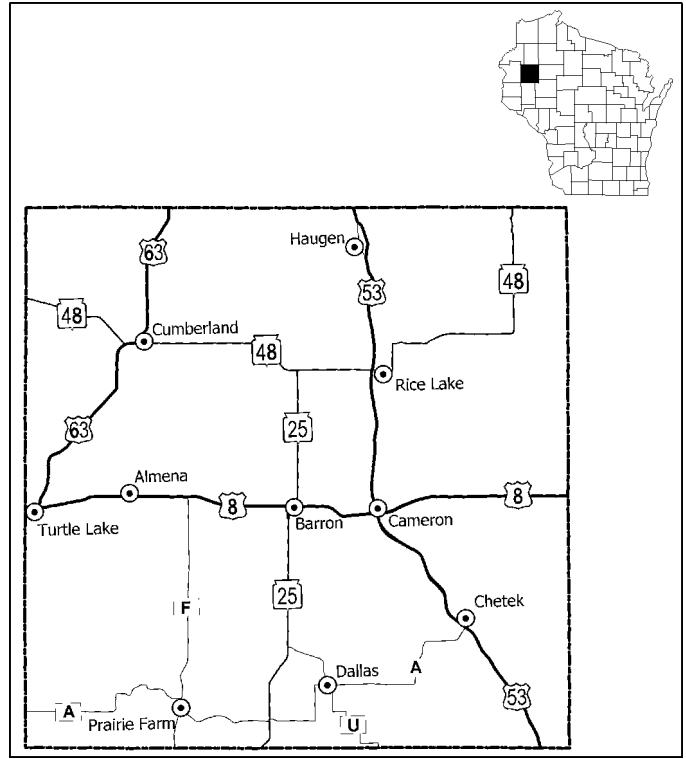 63
Haugen
53
48
48
Cumberland
48
Rice Lake
63
25
Almena
8
8
Turtle Lake
Barron
Cameron
25
F
Chetek
Dallas
A
53
A
Prairie Farm
U